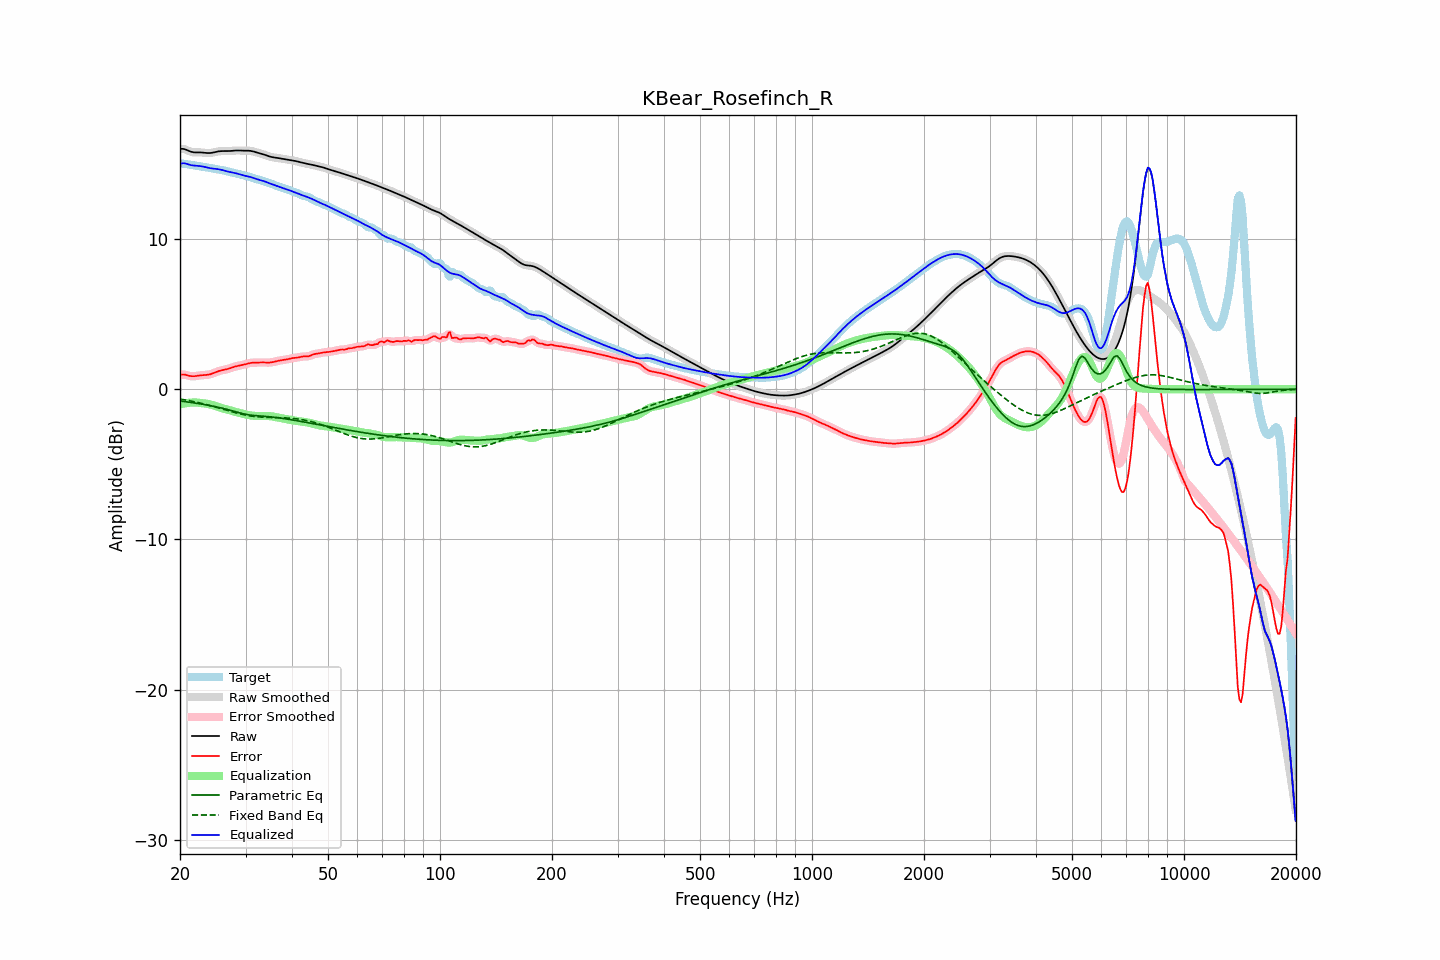 KBear_Rosefinch_R
Amplitude (dBr)
10
0
−10
−20
−30
Target
Raw Smoothed
Error Smoothed
Raw
Error
Equalization
Parametric Eq
Fixed Band Eq
Equalized
20 50 100 200 500 1000 2000 5000 10000 20000
Frequency (Hz)